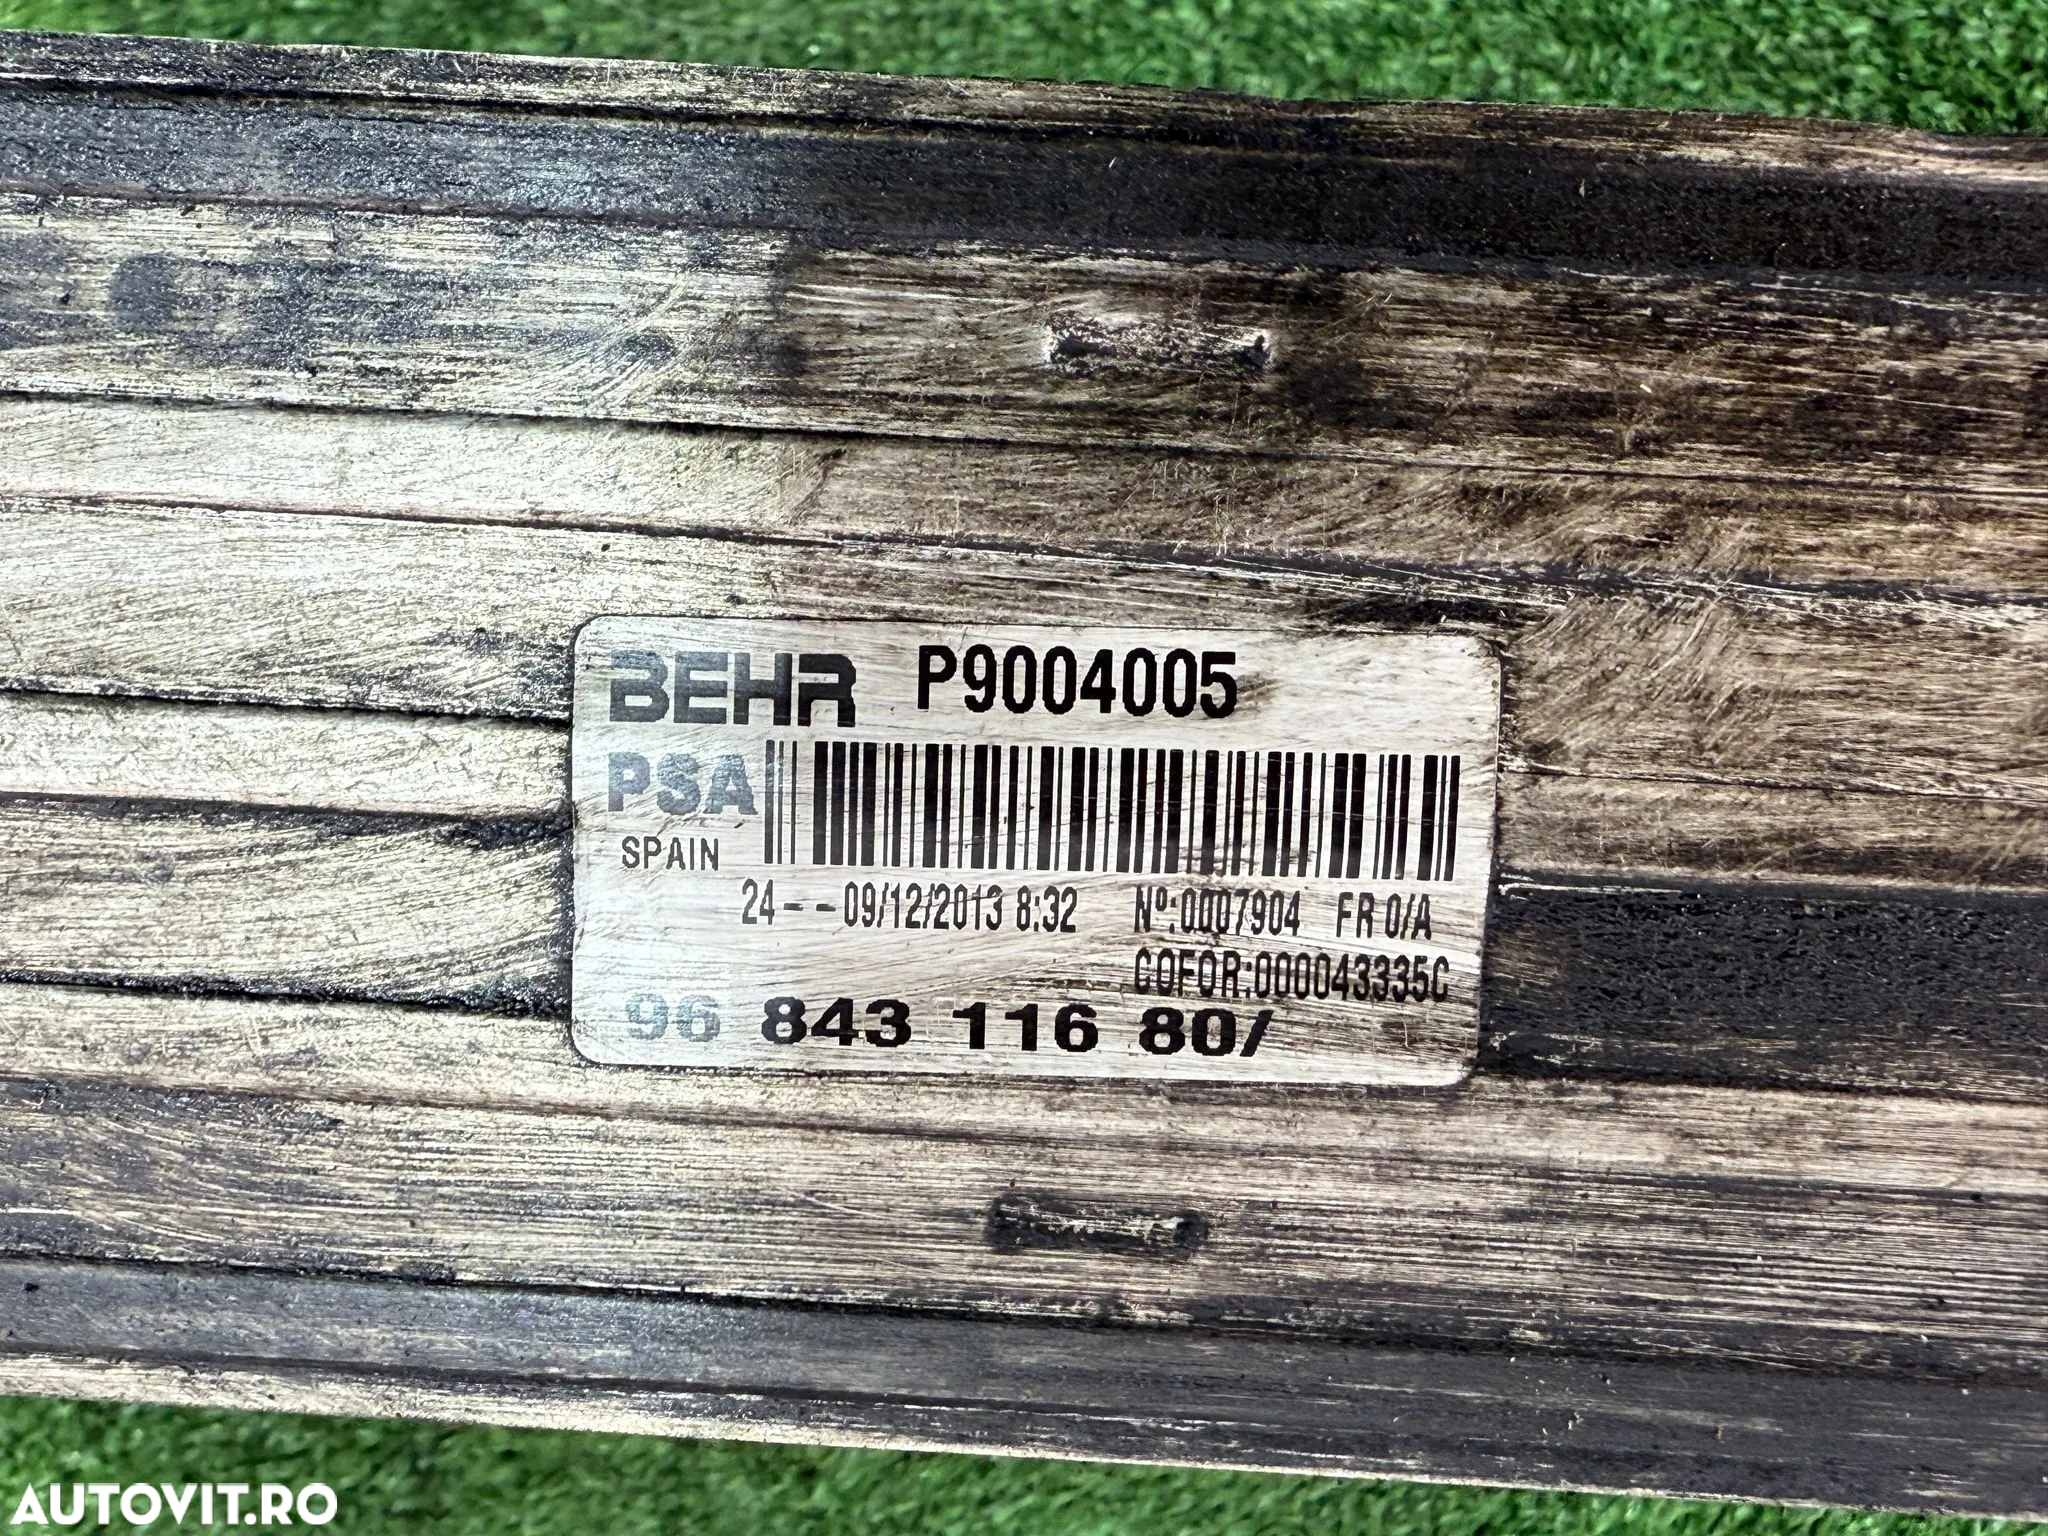 BEHR P9004005
PSA
SPAIN
24 - - 09/12/2013 8:32 Nº:0007904 FR 0/A
COFOR:000043335C
96 843 116 80/
AUTOVIT.RO